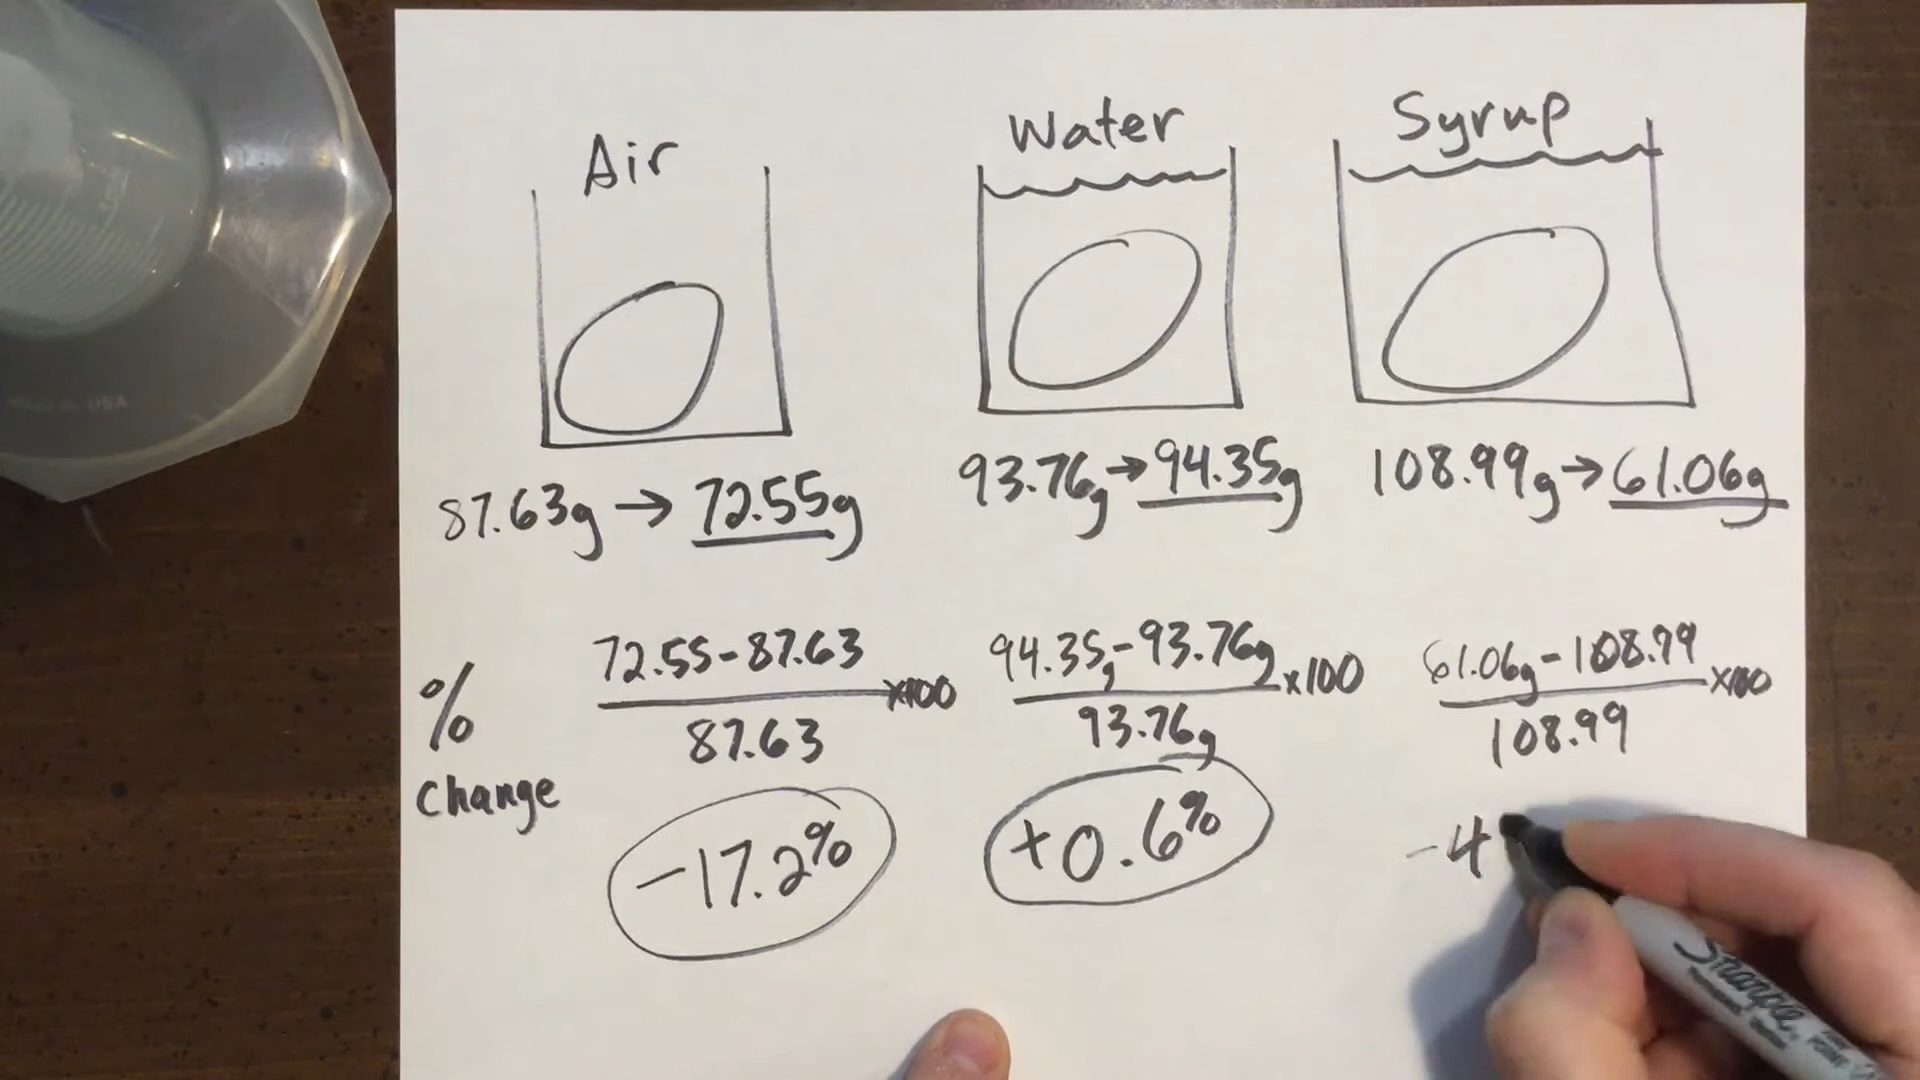 Air
Water
Syrup
87.63g → 72.55g
93.76g → 94.35g
108.99g → 61.06g
% Change
72.55-87.63
87.63
x100
94.35g-93.76g
93.76g
x100
61.06g-108.99
108.99
x100
-17.2%
+0.6%
-4
Sharpie
USA